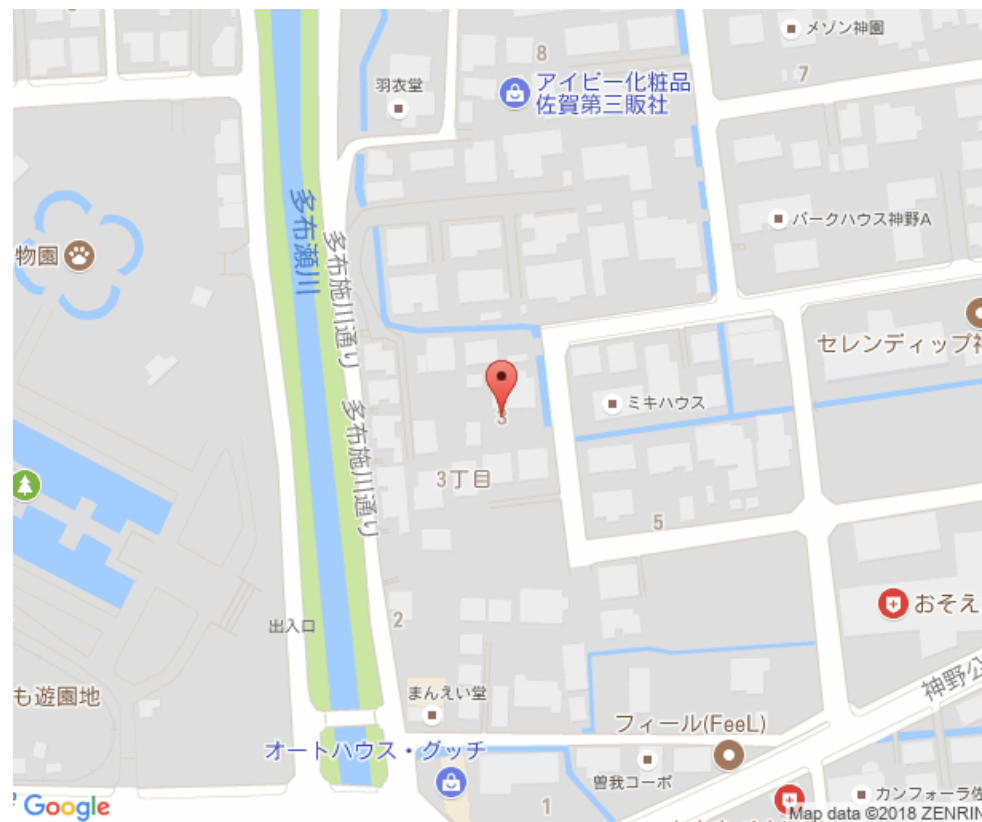 メゾン神園
8
7
羽衣堂
アイビー化粧品
佐賀第三販社
多布瀬川
多布施川通り
パークハウス神野A
物園
セレンディップ神
ミキハウス
3
多布施川通り
3丁目
5
おそえ
2
出入口
も遊園地
まんえい堂
神野公
フィール(FeeL)
オートハウス・グッチ
曽我コーポ
カンフォーラ佐
1
Google
Map data ©2018 ZENRIN